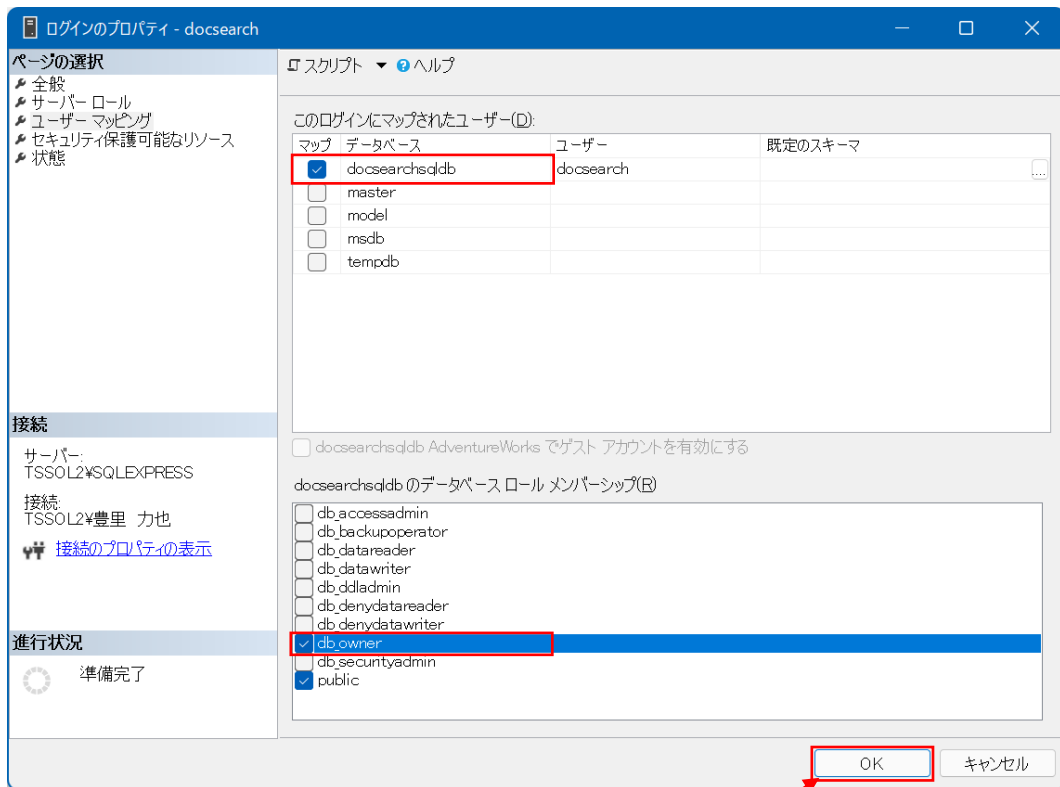 ログインのプロパティ - docsearch
ページの選択
全般
サーバー ロール
ユーザー マッピング
セキュリティ保護可能なリソース
状態
スクリプト ヘルプ
このログインにマップされたユーザー(D):
マップ データベース ユーザー 既定のスキーマ
docsearchsqldb docsearch ...
master
model
msdb
tempdb
docsearchsqldb AdventureWorks でゲスト アカウントを有効にする
docsearchsqldb のデータベース ロール メンバーシップ(R)
db_accessadmin
db_backupoperator
db_datareader
db_datawriter
db_ddladmin
db_denydatareader
db_denydatawriter
db_owner
db_securityadmin
public
接続
サーバー:
TSSOL2¥SQLEXPRESS
接続:
TSSOL2¥豊里 力也
接続のプロパティの表示
進行状況
準備完了
OK キャンセル